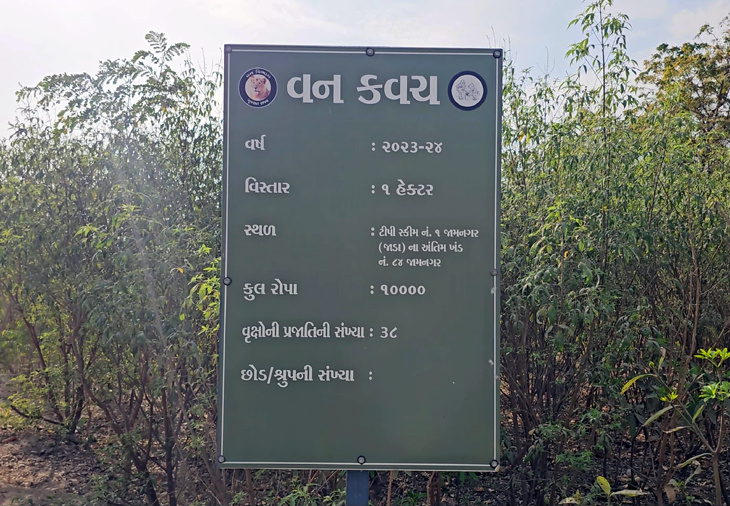 વન કવચ
વર્ષ : ૨૦૨૩-૨૪
વિસ્તાર : ૧ હેક્ટર
સ્થળ : ટીપી સ્કીમ નં. ૧ જામનગર
(જાડા) ના અંતિમ ખંડ
નં. ૮૪ જામનગર
કુલ રોપા : ૧૦૦૦૦
વૃક્ષોની પ્રજાતિની સંખ્યા : ૩૮
છોડ/શ્રુપની સંખ્યા :